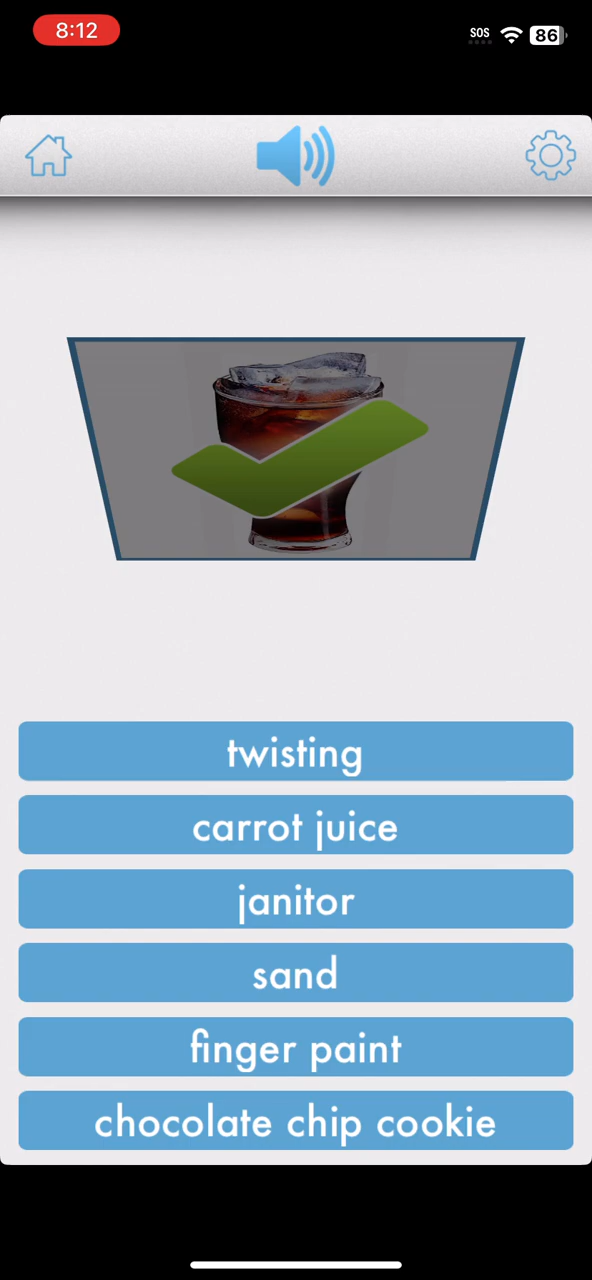 8:12
SOS
86
twisting
carrot juice
janitor
sand
finger paint
chocolate chip cookie